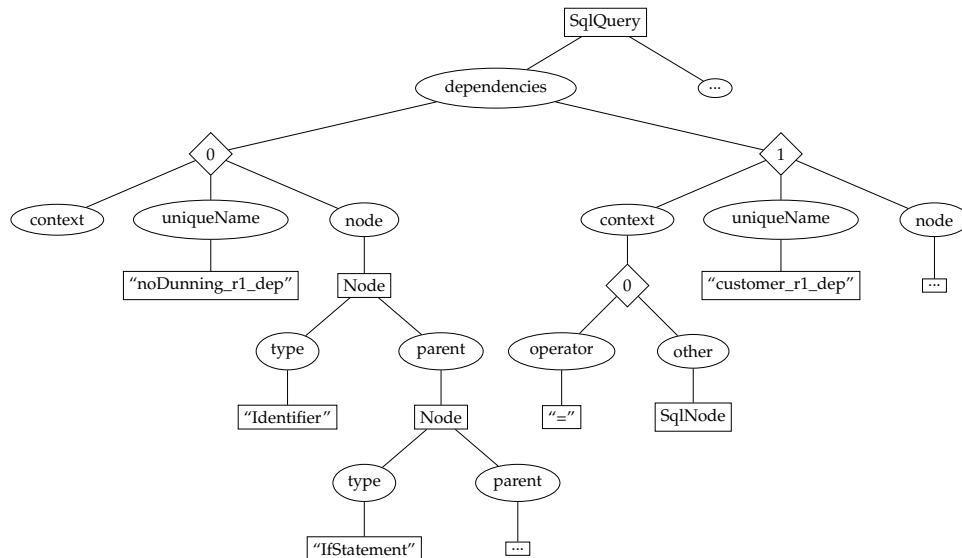 SqlQuery
dependencies
...
0
1
context
uniqueName
node
context
uniqueName
node
“noDunning_r1_dep”
Node
0
“customer_r1_dep”
...
type
parent
operator
other
“Identifier”
Node
“=”
SqlNode
type
parent
“IfStatement”
...